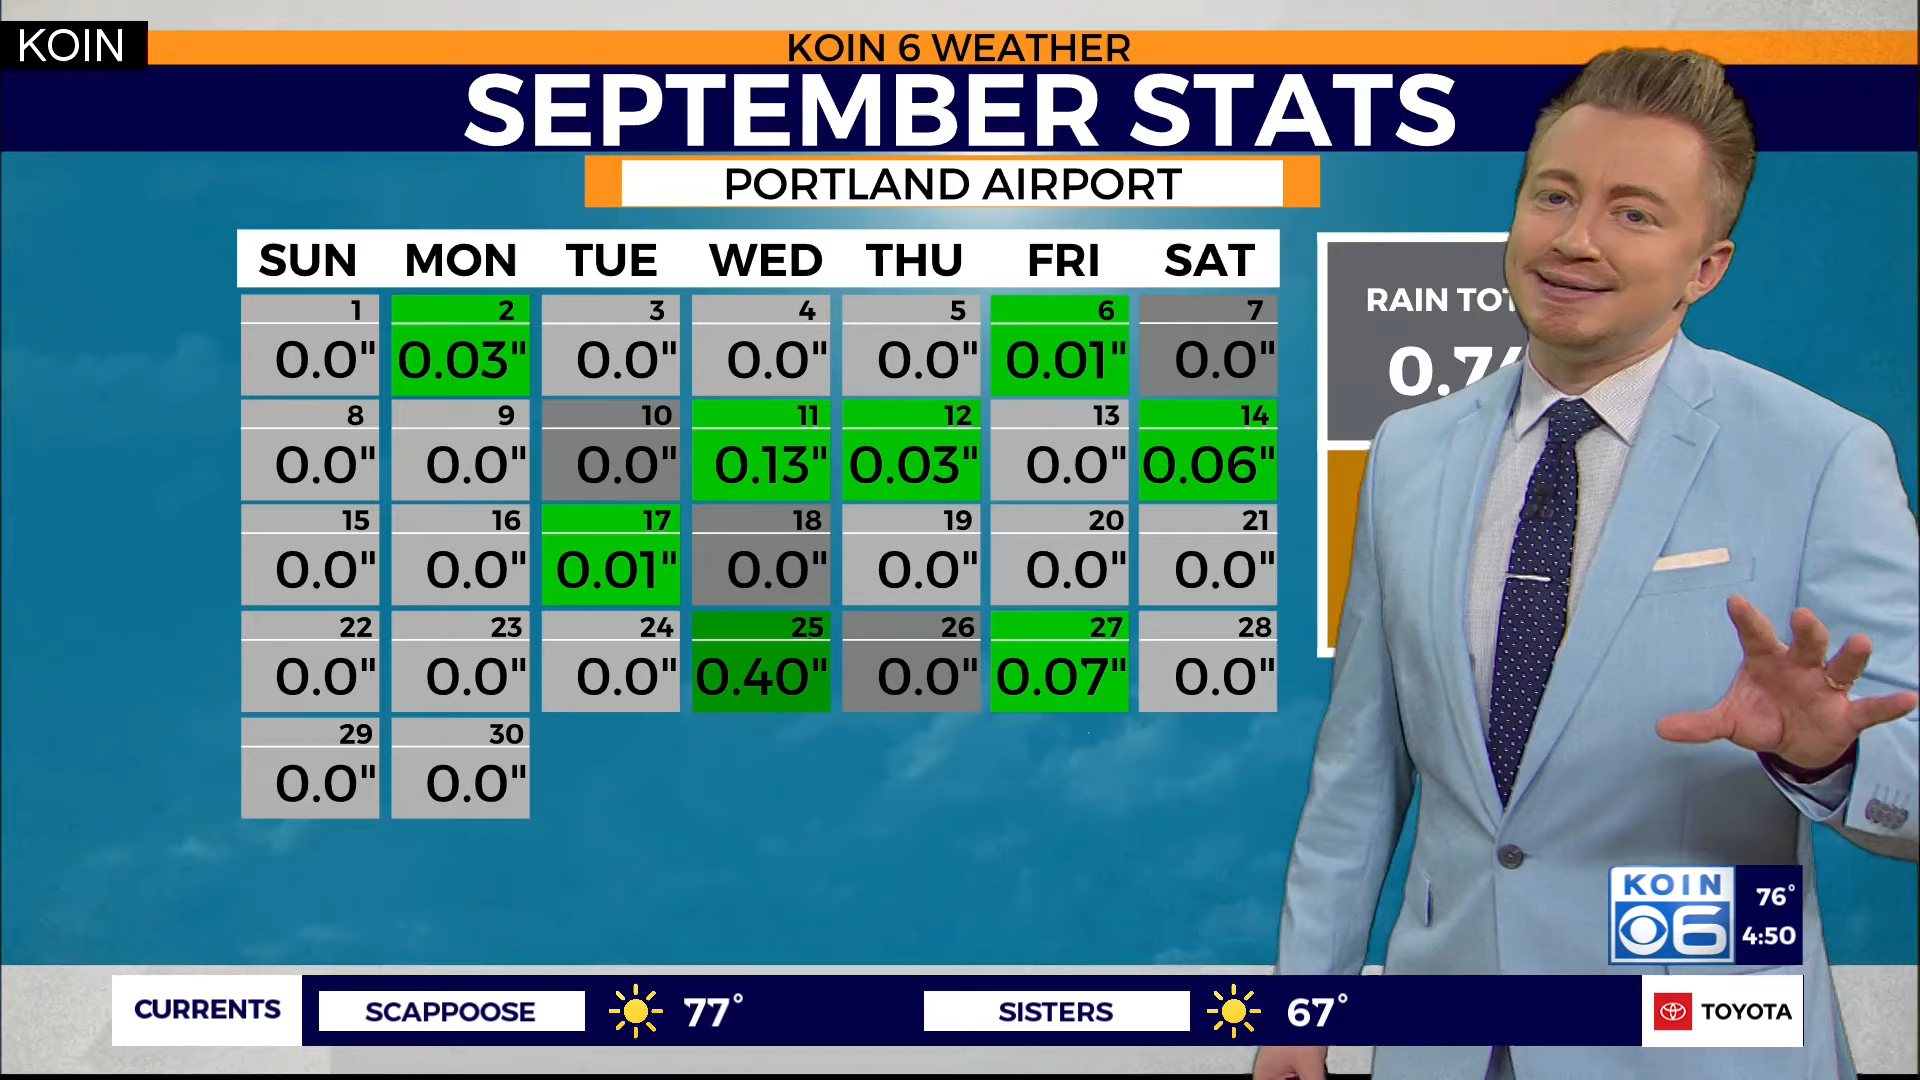 KOIN
KOIN 6 WEATHER
SEPTEMBER STATS
PORTLAND AIRPORT
SUN MON TUE WED THU FRI SAT
1 2 3 4 5 6 7
0.0" 0.03" 0.0" 0.0" 0.0" 0.01" 0.0"
8 9 10 11 12 13 14
0.0" 0.0" 0.0" 0.13" 0.03" 0.0" 0.06"
15 16 17 18 19 20 21
0.0" 0.0" 0.01" 0.0" 0.0" 0.0" 0.0"
22 23 24 25 26 27 28
0.0" 0.0" 0.0" 0.40" 0.0" 0.07" 0.0"
29 30
0.0" 0.0"
RAIN
KOIN
6
76°
4:50
CURRENTS
SCAPPOOSE 77°
SISTERS 67°
TOYOTA